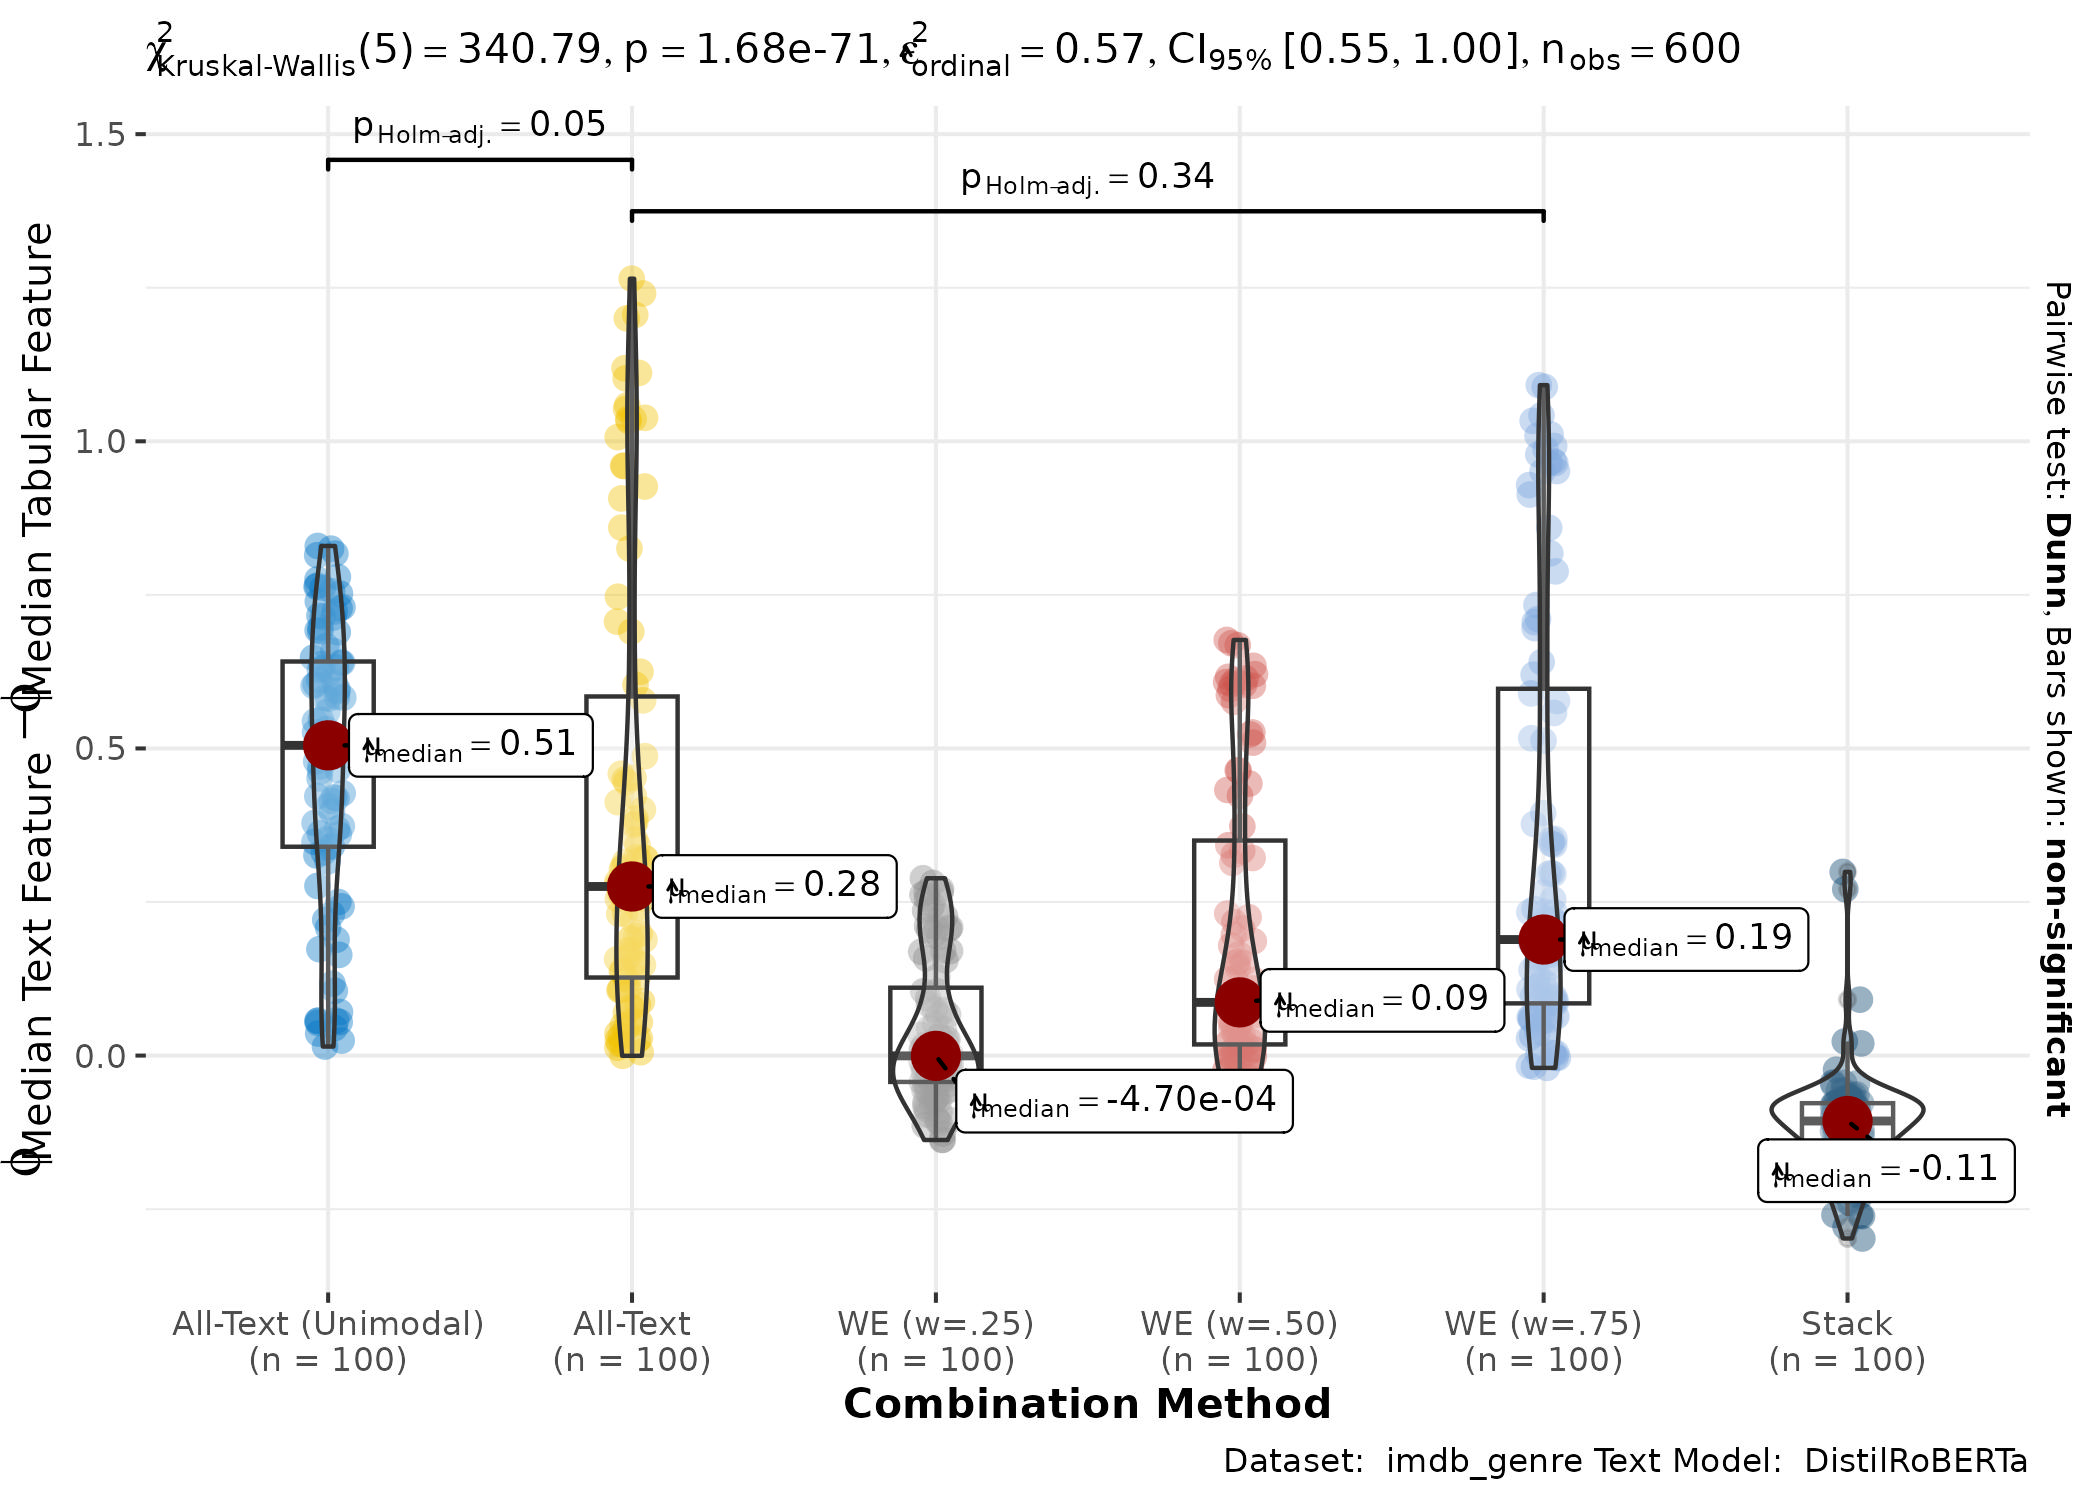 χ̂²Kruskal-Wallis(5) = 340.79, p = 1.68e-71, ε̂²ordinal = 0.57, CI95% [0.55, 1.00], nobs = 600
pHolm-adj. = 0.05
pHolm-adj. = 0.34
1.5
1.0
0.5
0.0
ϕMedian Text Feature − ϕMedian Tabular Feature
μ̂median = 0.51
μ̂median = 0.28
μ̂median = -4.70e-04
μ̂median = 0.09
μ̂median = 0.19
μ̂median = -0.11
Pairwise test: Dunn, Bars shown: non-significant
All-Text (Unimodal)
(n = 100)
All-Text
(n = 100)
WE (w=.25)
(n = 100)
WE (w=.50)
(n = 100)
WE (w=.75)
(n = 100)
Stack
(n = 100)
Combination Method
Dataset: imdb_genre Text Model: DistilRoBERTa